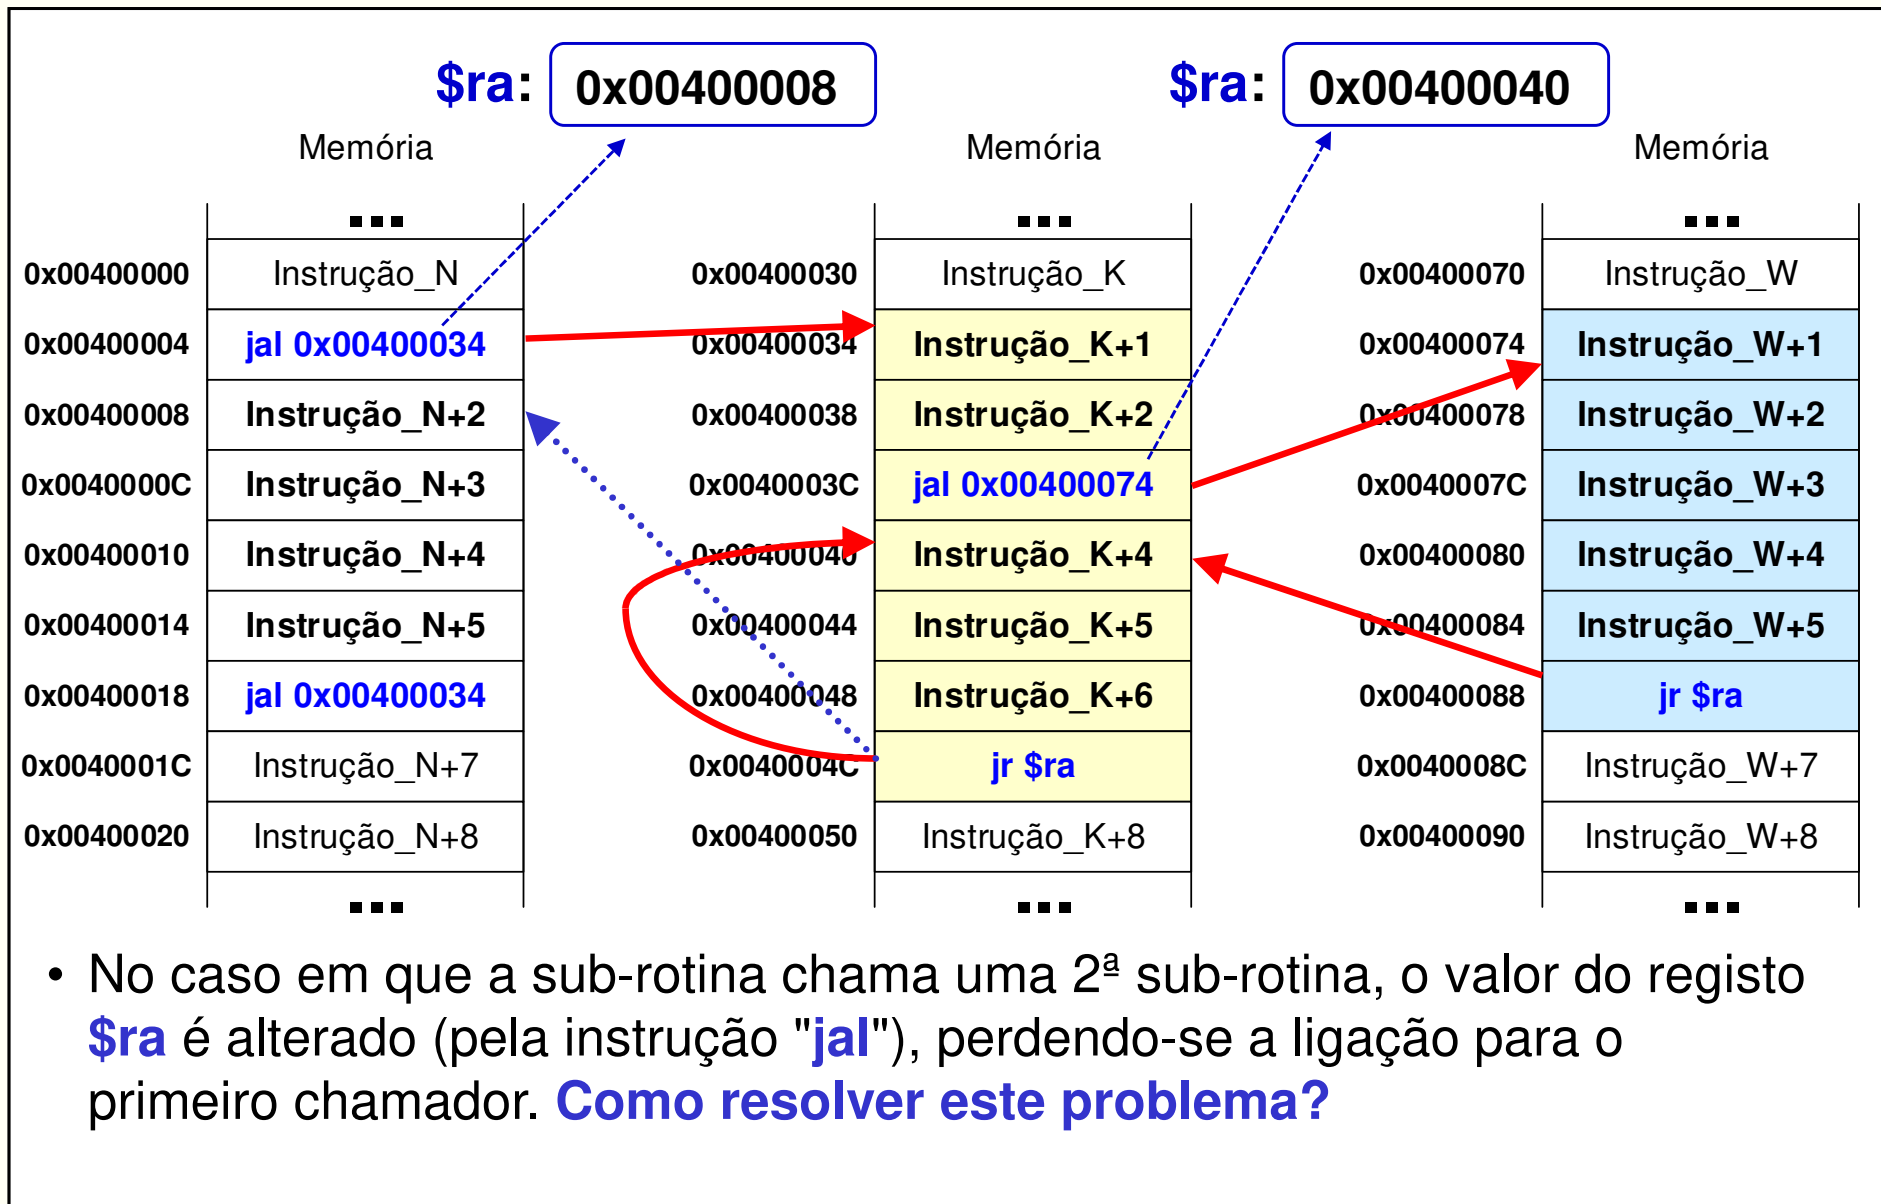 $ra: 0x00400008 $ra: 0x00400040
Memória Memória Memória
... ... ...
0x00400000 Instrução_N 0x00400030 Instrução_K 0x00400070 Instrução_W
0x00400004 jal 0x00400034 0x00400034 Instrução_K+1 0x00400074 Instrução_W+1
0x00400008 Instrução_N+2 0x00400038 Instrução_K+2 0x00400078 Instrução_W+2
0x0040000C Instrução_N+3 0x0040003C jal 0x00400074 0x0040007C Instrução_W+3
0x00400010 Instrução_N+4 0x00400040 Instrução_K+4 0x00400080 Instrução_W+4
0x00400014 Instrução_N+5 0x00400044 Instrução_K+5 0x00400084 Instrução_W+5
0x00400018 jal 0x00400034 0x00400048 Instrução_K+6 0x00400088 jr $ra
0x0040001C Instrução_N+7 0x0040004C jr $ra 0x0040008C Instrução_W+7
0x00400020 Instrução_N+8 0x00400050 Instrução_K+8 0x00400090 Instrução_W+8
... ... ...
• No caso em que a sub-rotina chama uma 2ª sub-rotina, o valor do registo
$ra é alterado (pela instrução "jal"), perdendo-se a ligação para o
primeiro chamador. Como resolver este problema?